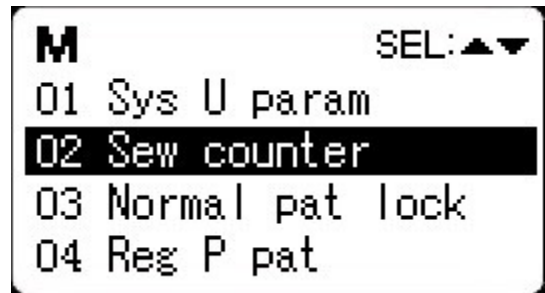 M SEL:▲▼
01 Sys U param
02 Sew counter
03 Normal pat lock
04 Reg P pat